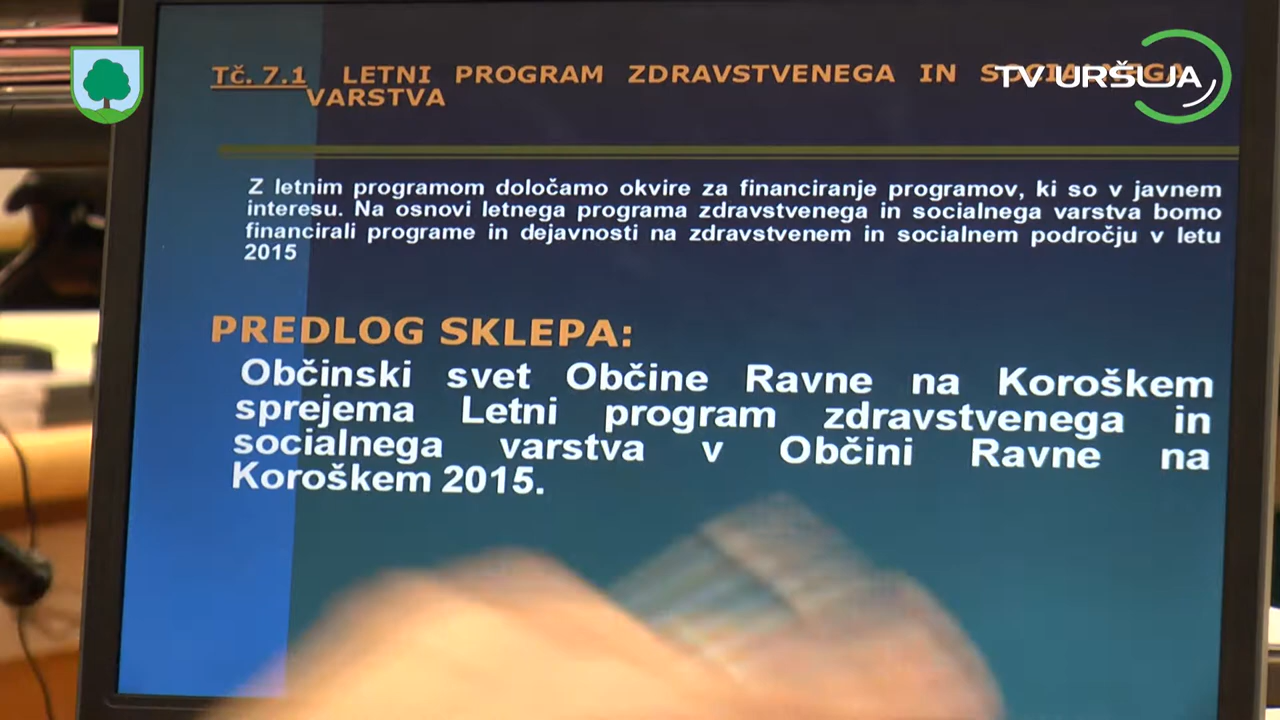 Tč. 7.1 LETNI PROGRAM ZDRAVSTVENEGA IN SOCIALNEGA
VARSTVA
TV URŠLJA
Z letnim programom določamo okvire za financiranje programov, ki so v javnem
interesu. Na osnovi letnega programa zdravstvenega in socialnega varstva bomo
financirali programe in dejavnosti na zdravstvenem in socialnem področju v letu
2015
PREDLOG SKLEPA:
Občinski svet Občine Ravne na Koroškem
sprejema Letni program zdravstvenega in
socialnega varstva v Občini Ravne na
Koroškem 2015.